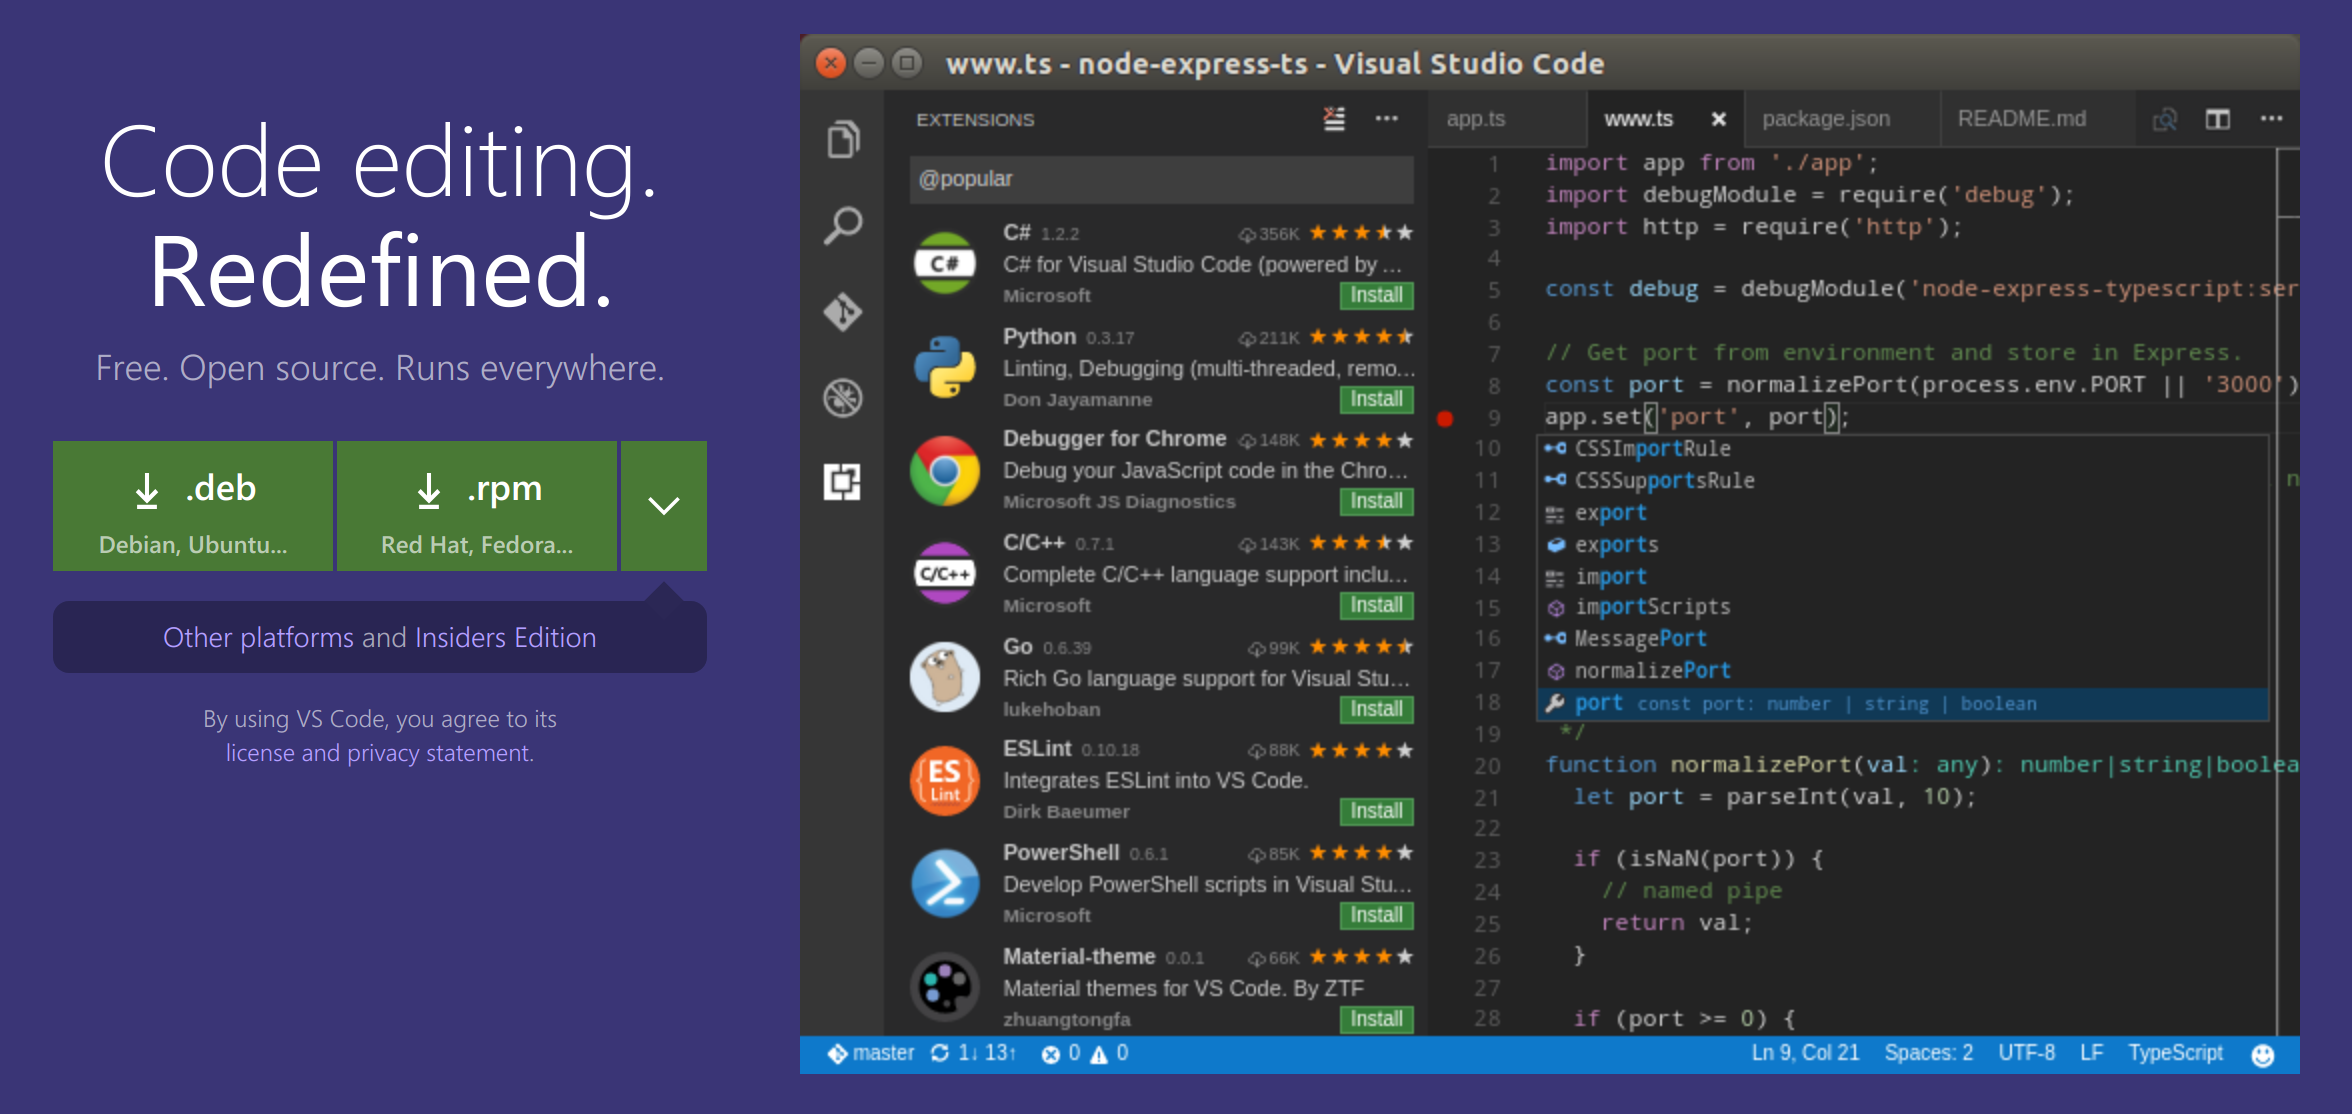 Code editing.
Redefined.
Free. Open source. Runs everywhere.
.deb
Debian, Ubuntu...
.rpm
Red Hat, Fedora...
Other platforms and Insiders Edition
By using VS Code, you agree to its
license and privacy statement.
www.ts - node-express-ts - Visual Studio Code
EXTENSIONS
@popular
C# 1.2.2 356K
C# for Visual Studio Code (powered by ...
Microsoft Install
C#
Python 0.3.17 211K
Linting, Debugging (multi-threaded, remo...
Don Jayamanne Install
Debugger for Chrome 148K
Debug your JavaScript code in the Chro...
Microsoft JS Diagnostics Install
C/C++ 0.7.1 143K
Complete C/C++ language support inclu...
Microsoft Install
C/C++
Go 0.6.39 99K
Rich Go language support for Visual Stu...
lukehoban Install
ESLint 0.10.18 88K
Integrates ESLint into VS Code.
Dirk Baeumer Install
ES
Lint
PowerShell 0.6.1 85K
Develop PowerShell scripts in Visual Stu...
Microsoft Install
Material-theme 0.0.1 66K
Material themes for VS Code. By ZTF
zhuangtongfa Install
app.ts www.ts package.json README.md
1 import app from './app';
2 import debugModule = require('debug');
3 import http = require('http');
4
5 const debug = debugModule('node-express-typescript:ser
6
7 // Get port from environment and store in Express.
8 const port = normalizePort(process.env.PORT || '3000')
9 app.set('port', port);
10 CSSImportRule
11 CSSSupportsRule n
12 export
13 exports
14 import
15 importScripts
16 MessagePort
17 normalizePort
18 port const port: number | string | boolean
19 */
20 function normalizePort(val: any): number|string|boolea
21 let port = parseInt(val, 10);
22
23 if (isNaN(port)) {
24 // named pipe
25 return val;
26 }
27
28 if (port >= 0) {
master 1↓ 13↑ 0 0 Ln 9, Col 21 Spaces: 2 UTF-8 LF TypeScript